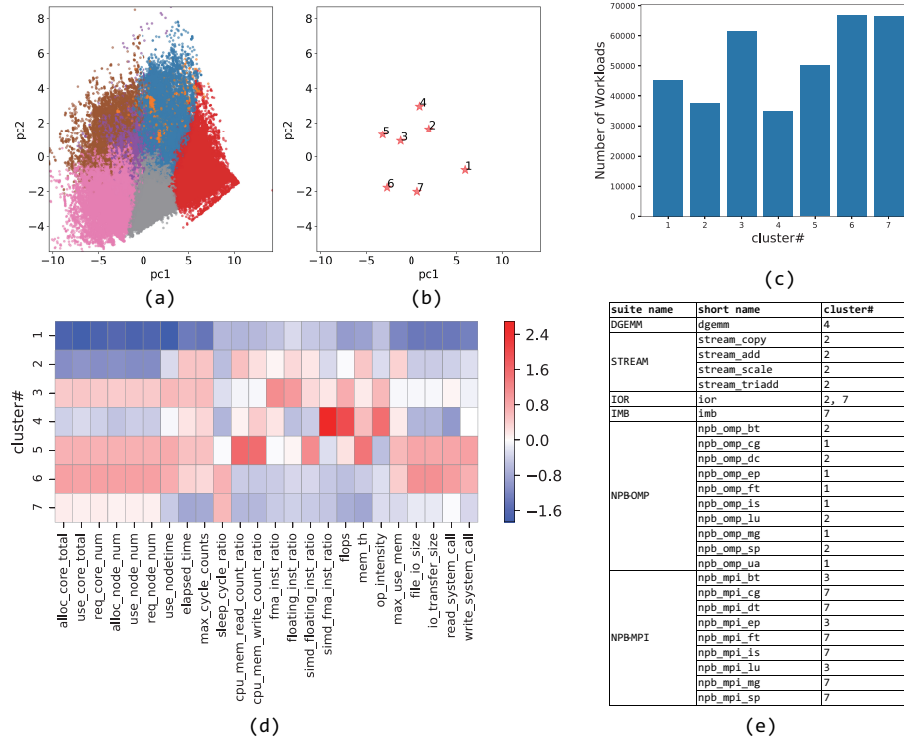 8
6
4
2
0
−2
−4
p:2
−10
−5
0
5
10
pc1
(a)
8
6
4
2
0
−2
−4
p:2
4
2
5
3
1
6
7
−10
−5
0
5
10
pc1
(b)
70000
60000
50000
40000
30000
20000
10000
0
Number of Workloads
1 2 3 4 5 6 7
cluster#
(c)
cluster#
1
2
3
4
5
6
7
2.4
1.6
0.8
0.0
−0.8
−1.6
alloc_core_total
use_core_total
req_core_num
alloc_node_num
use_node_num
req_node_num
use_nodetime
elapsed_time
max_cycle_counts
sleep_cycle_ratio
cpu_mem_read_count_ratio
cpu_mem_write_count_ratio
fma_inst_ratio
floating_inst_ratio
simd_floating_inst_ratio
simd_fma_inst_ratio
flops
mem_th
op_intensity
max_use_mem
file_io_size
io_transfer_size
read_system_call
write_system_call
(d)
suite name short name cluster#
DGEMM dgemm 4
STREAM
stream_copy 2
stream_add 2
stream_scale 2
stream_triadd 2
IOR ior 2, 7
IMB imb 7
NPB-OMP
npb_omp_bt 2
npb_omp_cg 1
npb_omp_dc 2
npb_omp_ep 1
npb_omp_ft 1
npb_omp_is 1
npb_omp_lu 2
npb_omp_mg 1
npb_omp_sp 2
npb_omp_ua 1
NPB-MPI
npb_mpi_bt 3
npb_mpi_cg 7
npb_mpi_dt 7
npb_mpi_ep 3
npb_mpi_ft 7
npb_mpi_is 7
npb_mpi_lu 3
npb_mpi_mg 7
npb_mpi_sp 7
(e)